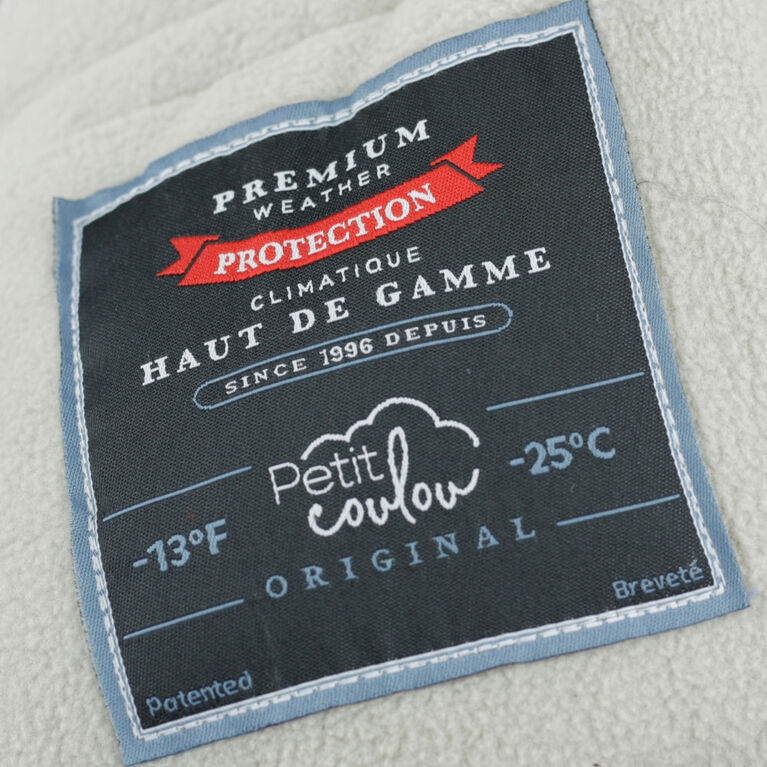 PREMIUM
WEATHER
PROTECTION
CLIMATIQUE
HAUT DE GAMME
SINCE 1996 DEPUIS
Petit
coulou
-13°F
-25°C
ORIGINAL
Patented
Breveté